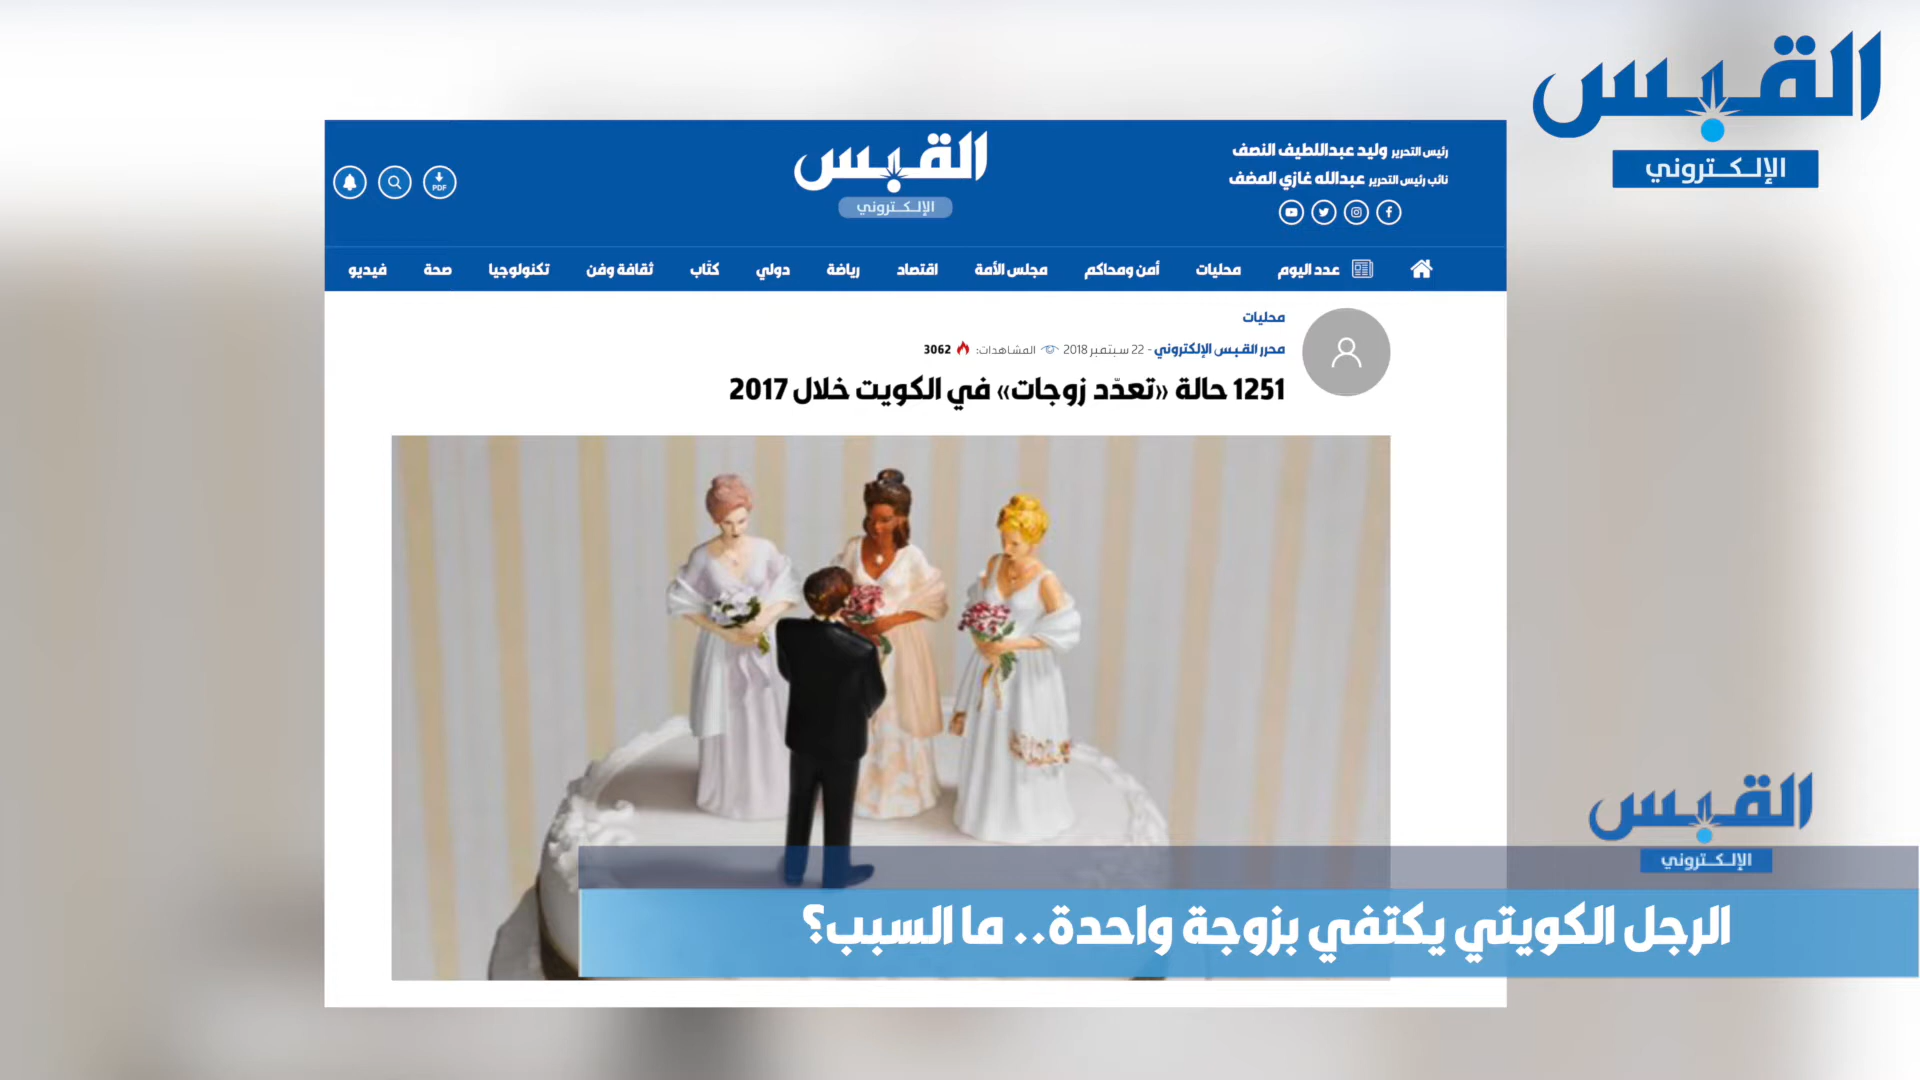 القبس
الإلكتروني
القبس
الإلكتروني
رئيس التحرير وليد عبداللطيف النصف
نائب رئيس التحرير عبدالله غازي المضف
PDF
عدد اليوم محليات أمن ومحاكم مجلس الأمة اقتصاد رياضة دولي كتّاب ثقافة وفن تكنولوجيا صحة فيديو
محليات
محرر القبس الإلكتروني - 22 سبتمبر 2018 المشاهدات: 3062
1251 حالة «تعدّد زوجات» في الكويت خلال 2017
القبس
الإلكتروني
الرجل الكويتي يكتفي بزوجة واحدة.. ما السبب؟